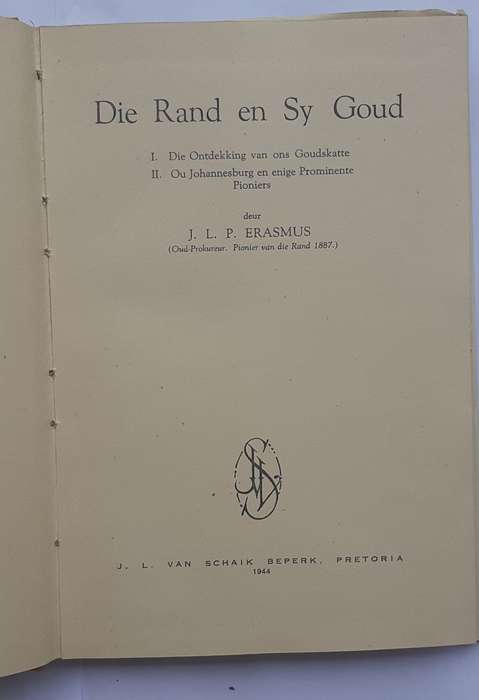 Die Rand en Sy Goud
I. Die Ontdekking van ons Goudskatte
II. Ou Johannesburg en enige Prominente
Pioniers
deur
J. L. P. ERASMUS
(Oud-Prokureur. Pionier van die Rand 1887.)
J. L. VAN SCHAIK BEPERK, PRETORIA
1944